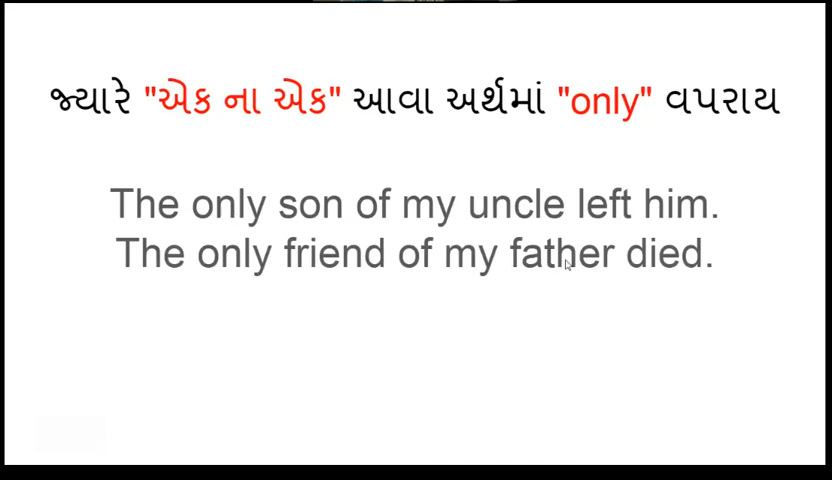 જ્યારે "એક ના એક" આવા અર્થમાં "only" વપરાય
The only son of my uncle left him.
The only friend of my father died.